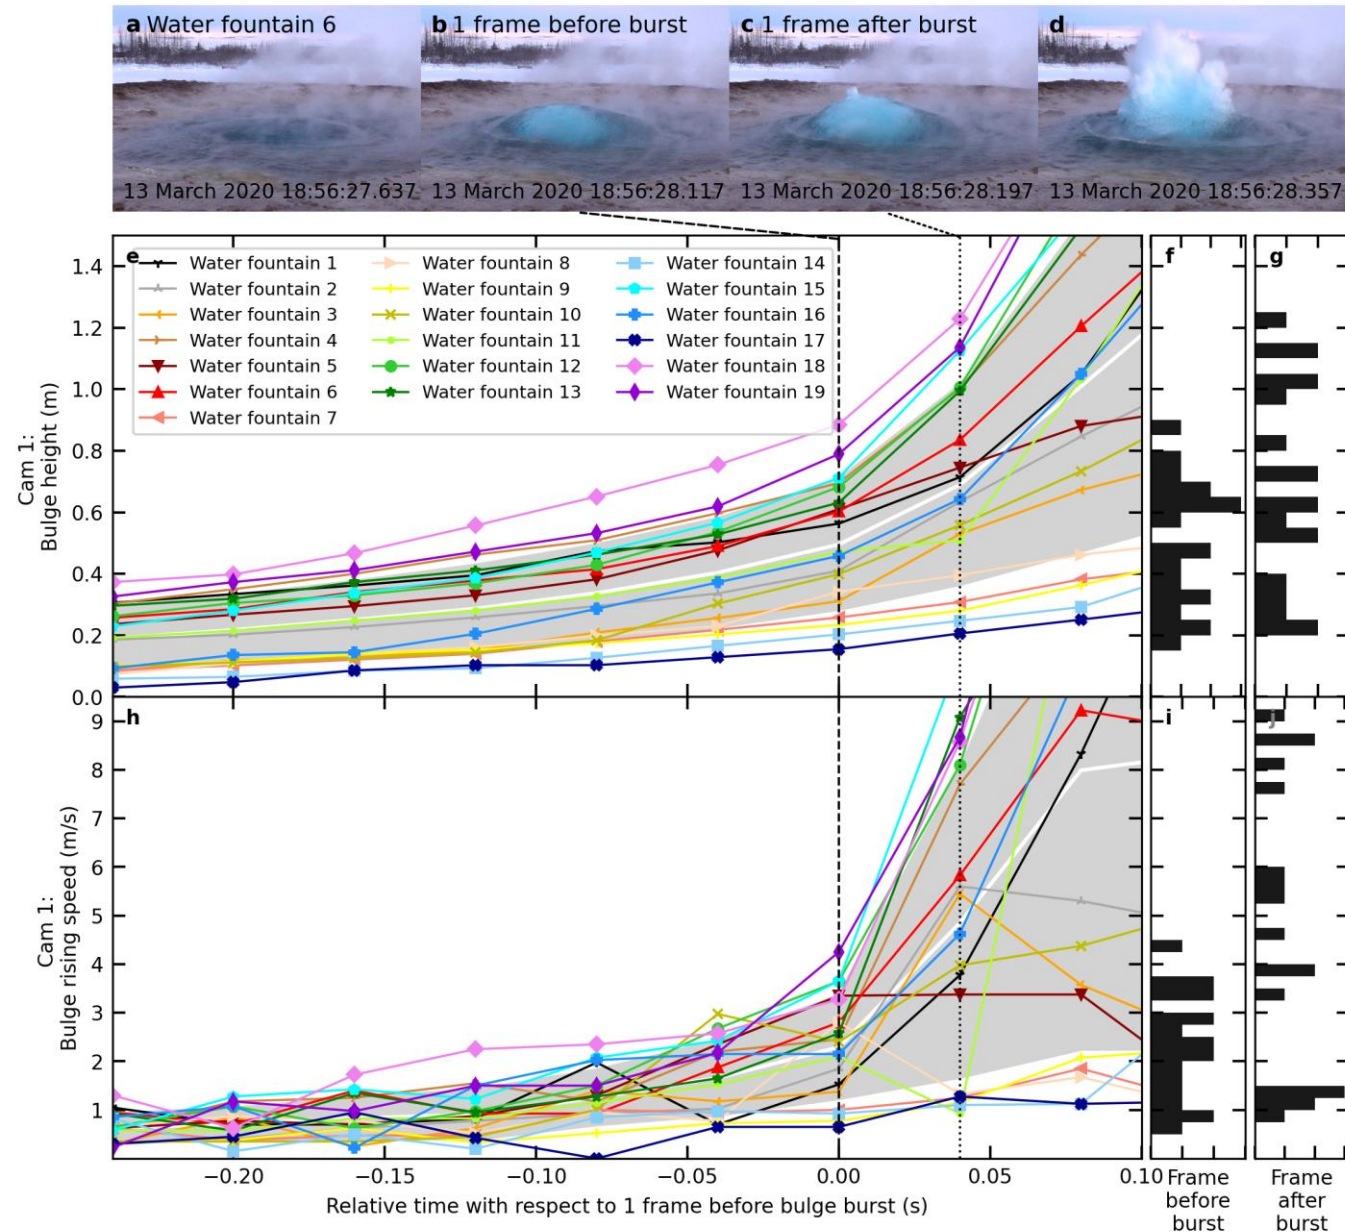 a Water fountain 6
b 1 frame before burst
c 1 frame after burst
d
13 March 2020 18:56:27.637
13 March 2020 18:56:28.117
13 March 2020 18:56:28.197
13 March 2020 18:56:28.357
e
Water fountain 1
Water fountain 2
Water fountain 3
Water fountain 4
Water fountain 5
Water fountain 6
Water fountain 7
Water fountain 8
Water fountain 9
Water fountain 10
Water fountain 11
Water fountain 12
Water fountain 13
Water fountain 14
Water fountain 15
Water fountain 16
Water fountain 17
Water fountain 18
Water fountain 19
f
g
1.4
1.2
1.0
0.8
0.6
0.4
0.2
0.0
Cam 1:
Bulge height (m)
h
i
j
9
8
7
6
5
4
3
2
1
Cam 1:
Bulge rising speed (m/s)
−0.20
−0.15
−0.10
−0.05
0.00
0.05
0.10
Relative time with respect to 1 frame before bulge burst (s)
Frame
before
burst
Frame
after
burst